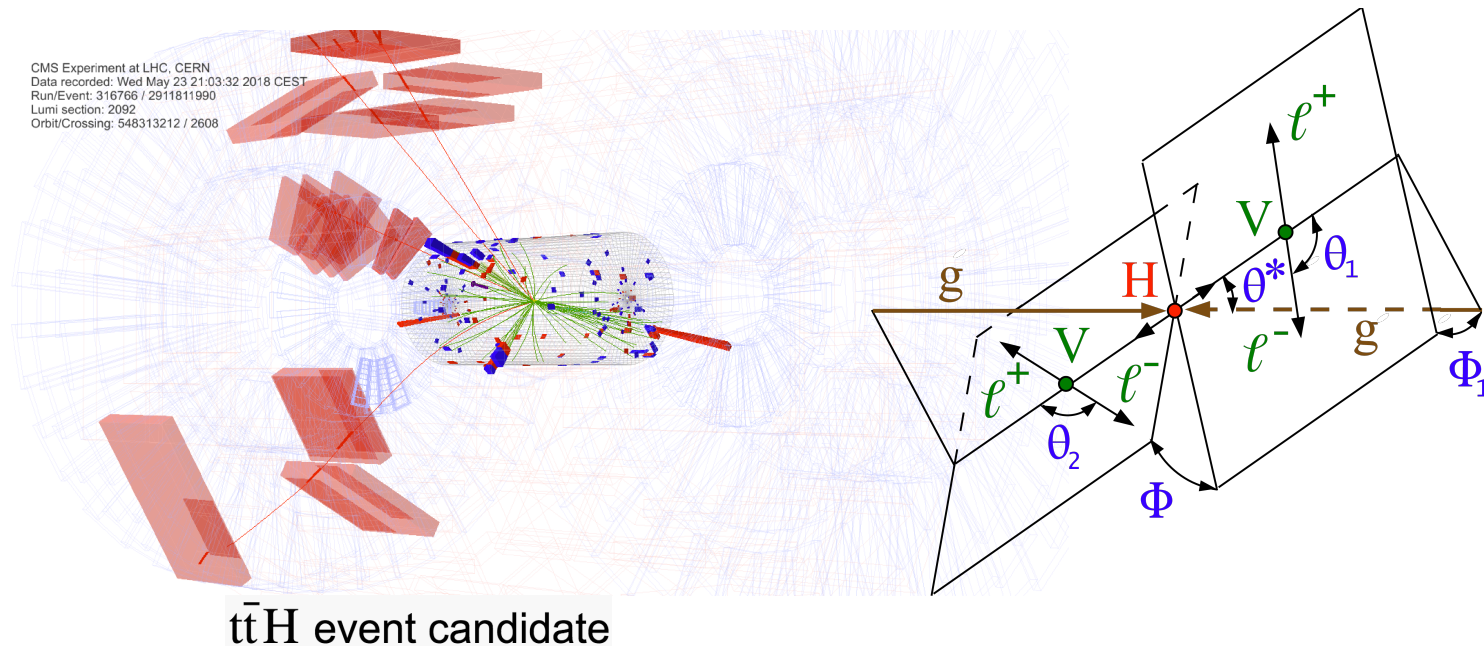 CMS Experiment at LHC, CERN
Data recorded: Wed May 23 21:03:32 2018 CEST
Run/Event: 316766 / 2911811990
Lumi section: 2092
Orbit/Crossing: 548313212 / 2608
ℓ⁺
V
θ₁
θ*
H
g
g
ℓ⁻
Φ₁
V
ℓ⁺
ℓ⁻
θ₂
Φ
tt̄H event candidate